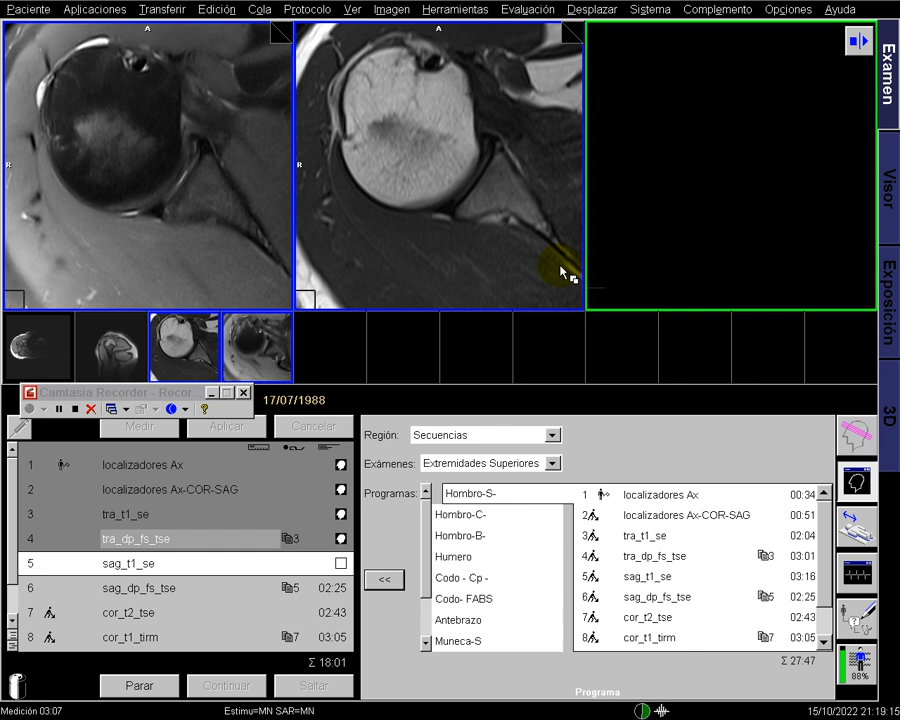 Paciente Aplicaciones Transferir Edición Cola Protocolo Ver Imagen Herramientas Evaluación Desplazar Sistema Complemento Opciones Ayuda
A
A
R
R
Examen
Visor
Exposición
3D
Camtasia Recorder - Recor...
17/07/1988
Medir Aplicar Cancelar
1 localizadores Ax
2 localizadores Ax-COR-SAG
3 tra_t1_se
4 tra_dp_fs_tse 3
5 sag_t1_se
6 sag_dp_fs_tse 5 02:25
7 cor_t2_tse 02:43
8 cor_t1_tirm 7 03:05
Σ 18:01
Parar Continuar Saltar
Región: Secuencias
Exámenes: Extremidades Superiores
Programas:
Hombro-S-
Hombro-C-
Hombro-B-
Humero
Codo - Cp -
Codo- FABS
Antebrazo
Muneca-S
<<
1 localizadores Ax 00:34
2 localizadores Ax-COR-SAG 00:51
3 tra_t1_se 02:04
4 tra_dp_fs_tse 3 03:01
5 sag_t1_se 03:16
6 sag_dp_fs_tse 5 02:25
7 cor_t2_tse 02:43
8 cor_t1_tirm 7 03:05
Σ 27:47
Programa
88%
Medición 03:07 Estimu=MN SAR=MN 15/10/2022 21:19:15